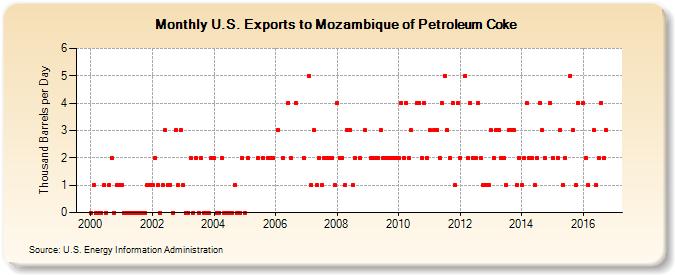 Monthly U.S. Exports to Mozambique of Petroleum Coke
Thousand Barrels per Day
6
5
4
3
2
1
0
2000 2002 2004 2006 2008 2010 2012 2014 2016
Source: U.S. Energy Information Administration